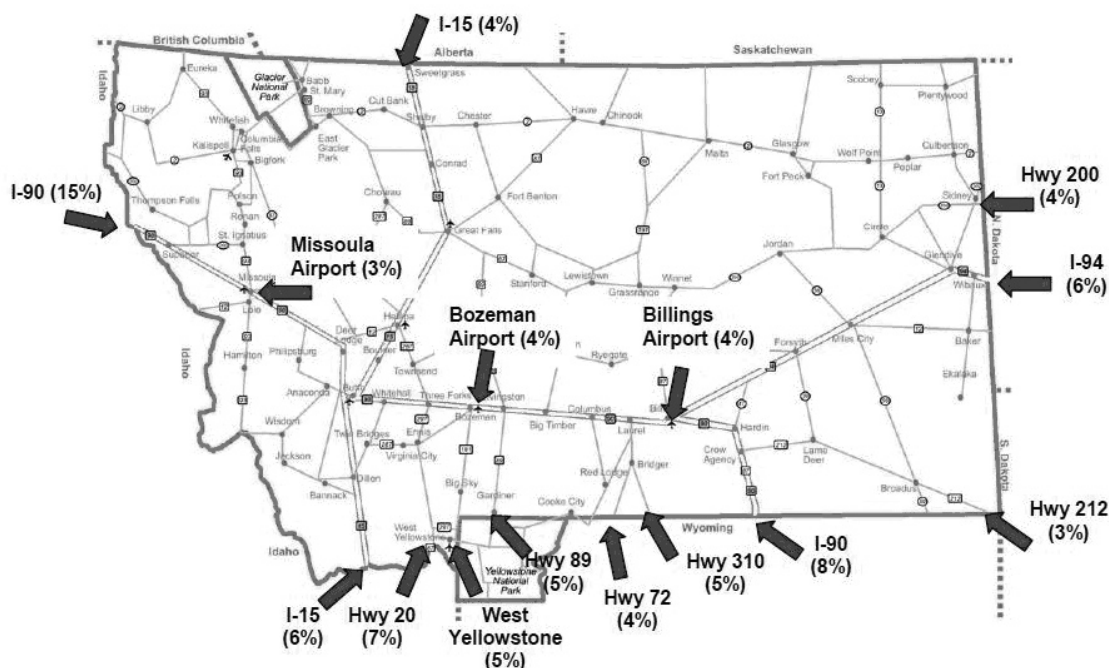 I-15 (4%)
British Columbia
Alberta
Saskatchewan
Idaho
Eureka
Glacier
National
Park
Babb
St. Mary
Sweetgrass
Scobey
Plentywood
Libby
Whitefish
Columbia
Falls
Browning
Cut Bank
Shelby
Chester
Havre
Chinook
Kalispell
Bigfork
East
Glacier
Park
Malta
Glasgow
Wolf Point
Poplar
Culbertson
Conrad
Fort Peck
I-90 (15%)
Hwy 200
(4%)
Thompson Falls
Polson
Ronan
Choteau
Fort Benton
Sidney
N. Dakota
St. Ignatius
Great Falls
Circle
Superior
Missoula
Airport (3%)
Jordan
Glendive
I-94
(6%)
Missoula
Stanford
Lewistown
Grassrange
Winnet
Wibaux
Lolo
Bozeman
Airport (4%)
Billings
Airport (4%)
Helena
Deer
Lodge
Idaho
Hamilton
Philipsburg
Boulder
Townsend
Ryegate
Forsyth
Miles City
Baker
Ekalaka
Anaconda
Butte
Whitehall
Three Forks
Livingston
Bozeman
Columbus
Big Timber
Laurel
Hardin
Wisdom
Twin Bridges
Ennis
Virginia City
Crow
Agency
Lame
Deer
S. Dakota
Jackson
Bannack
Dillon
Big Sky
Gardiner
Red Lodge
Bridger
Broadus
Cooke City
West
Yellowstone
Wyoming
Idaho
Yellowstone
National
Park
Hwy 89
(5%)
Hwy 310
(5%)
I-90
(8%)
Hwy 212
(3%)
Hwy 72
(4%)
I-15
(6%)
Hwy 20
(7%)
West
Yellowstone
(5%)